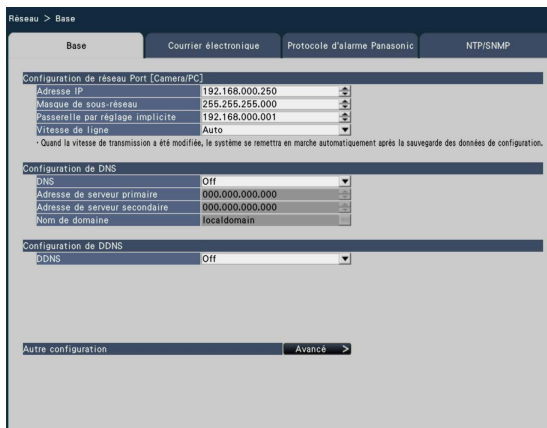 Réseau > Base
Base
Courrier électronique
Protocole d'alarme Panasonic
NTP/SNMP
Configuration de réseau Port [Camera/PC]
Adresse IP 192.168.000.250
Masque de sous-réseau 255.255.255.000
Passerelle par réglage implicite 192.168.000.001
Vitesse de ligne Auto
· Quand la vitesse de transmission a été modifiée, le système se remettra en marche automatiquement après la sauvegarde des données de configuration.
Configuration de DNS
DNS Off
Adresse de serveur primaire 000.000.000.000
Adresse de serveur secondaire 000.000.000.000
Nom de domaine localdomain
Configuration de DDNS
DDNS Off
Autre configuration Avancé >